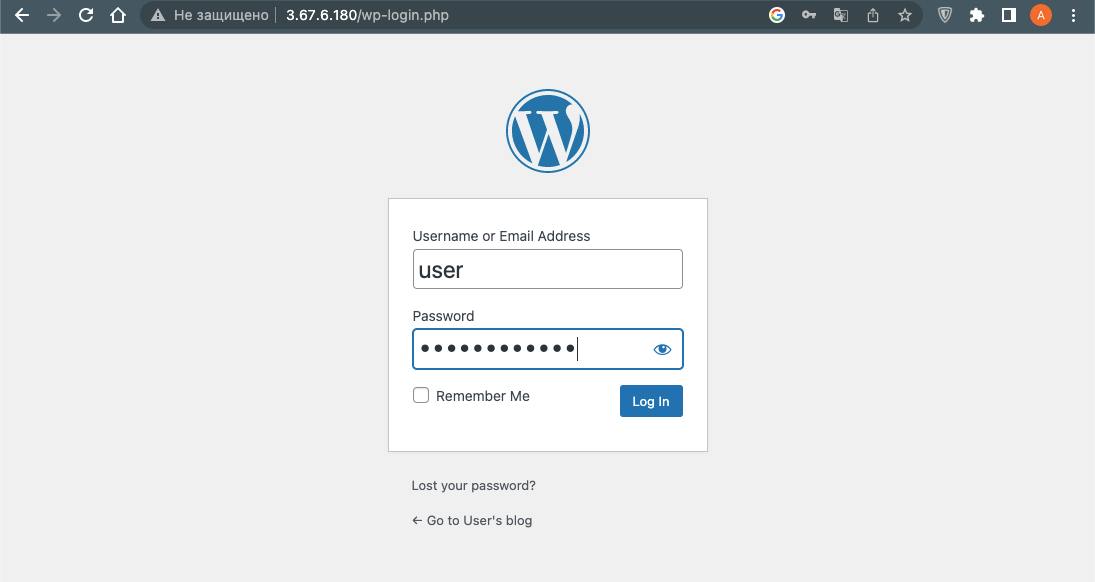 Не защищено 3.67.6.180/wp-login.php
A
Username or Email Address
user
Password
Remember Me
Log In
Lost your password?
← Go to User's blog